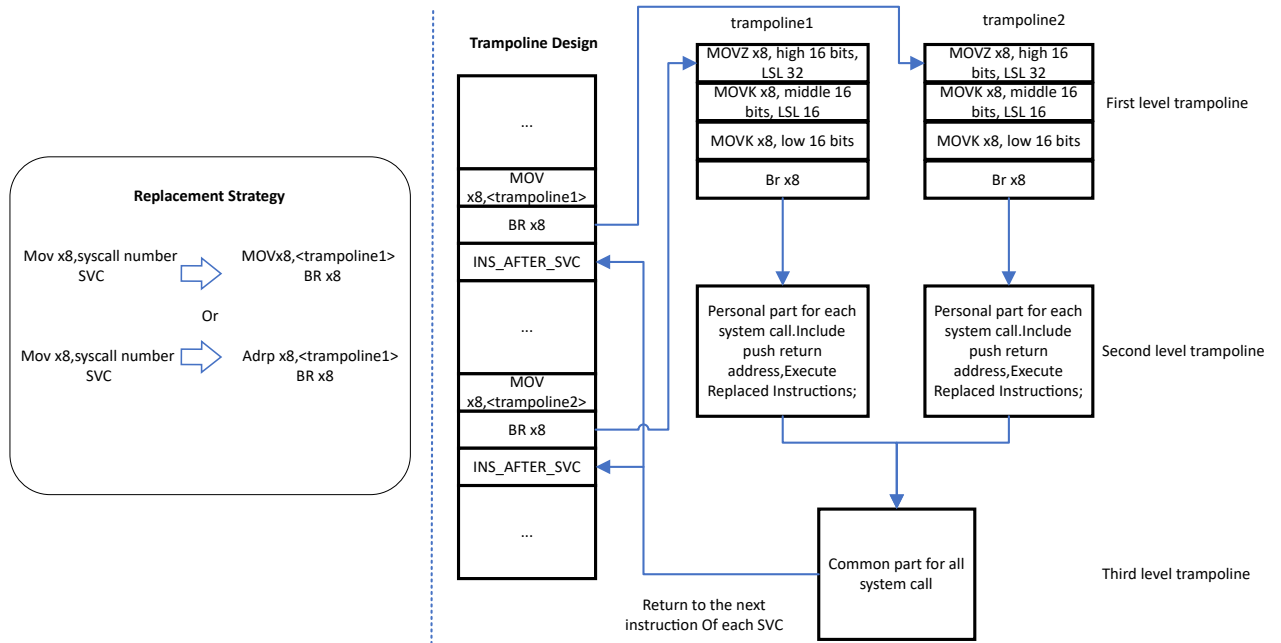 Replacement Strategy
Mov x8,syscall number
SVC
MOVx8,<trampoline1>
BR x8
Or
Mov x8,syscall number
SVC
Adrp x8,<trampoline1>
BR x8
Trampoline Design
...
MOV
x8,<trampoline1>
BR x8
INS_AFTER_SVC
...
MOV
x8,<trampoline2>
BR x8
INS_AFTER_SVC
...
trampoline1
MOVZ x8, high 16 bits,
LSL 32
MOVK x8, middle 16
bits, LSL 16
MOVK x8, low 16 bits
Br x8
trampoline2
MOVZ x8, high 16
bits, LSL 32
MOVK x8, middle 16
bits, LSL 16
MOVK x8, low 16 bits
Br x8
First level trampoline
Personal part for each
system call.Include
push return
address,Execute
Replaced Instructions;
Personal part for each
system call.Include
push return
address,Execute
Replaced Instructions;
Second level trampoline
Common part for all
system call
Third level trampoline
Return to the next
instruction Of each SVC